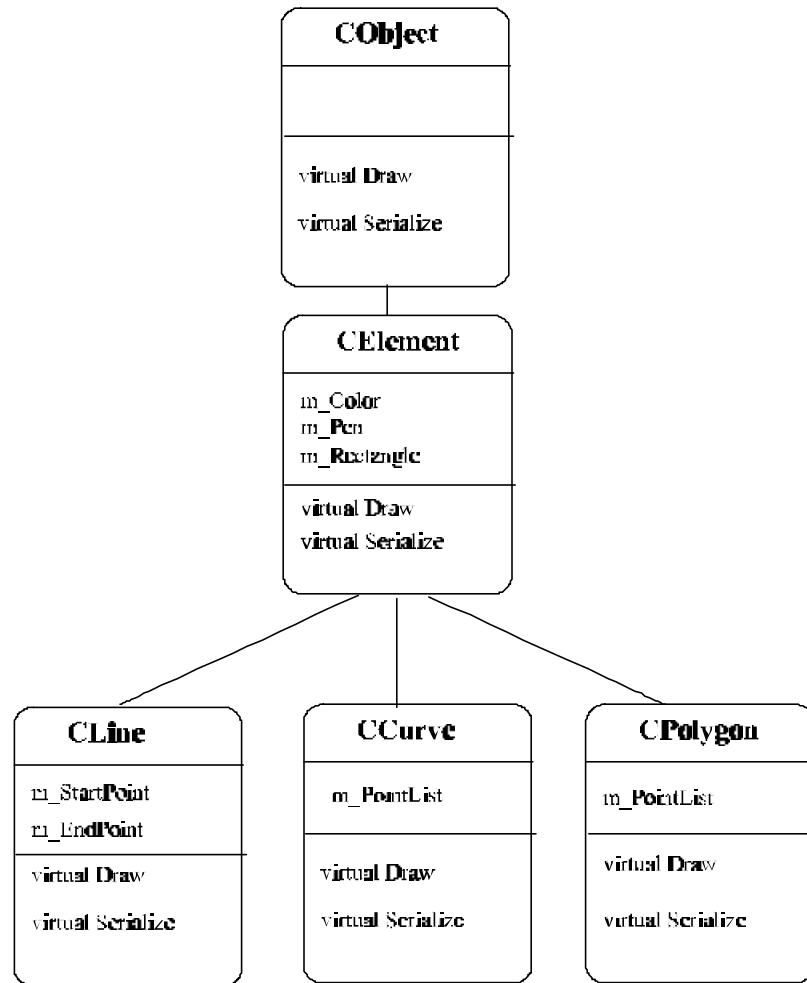 CObject
virtual Draw
virtual Serialize
CElement
m_Color
m_Pen
m_Rectangle
virtual Draw
virtual Serialize
CLine
m_StartPoint
m_EndPoint
virtual Draw
virtual Serialize
CCurve
m_PointList
virtual Draw
virtual Serialize
CPolygon
m_PointList
virtual Draw
virtual Serialize